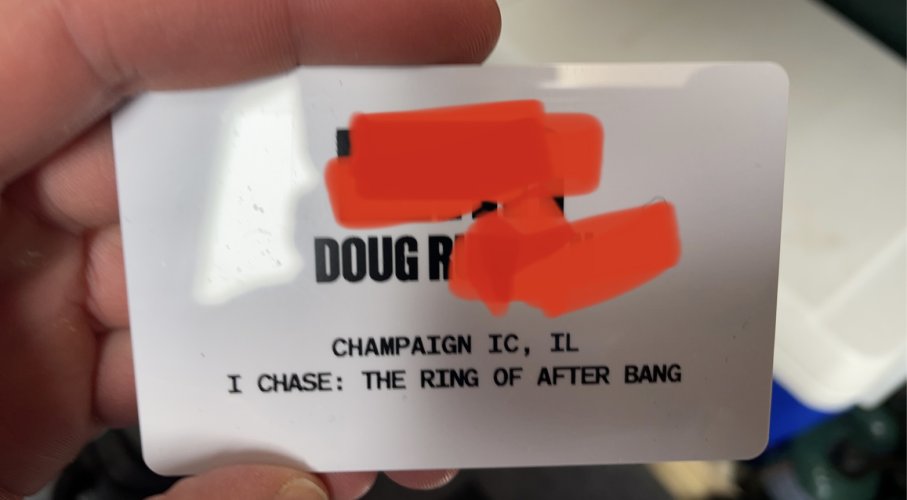 DOUG
CHAMPAIGN IC, IL
I CHASE: THE RING OF AFTER BANG